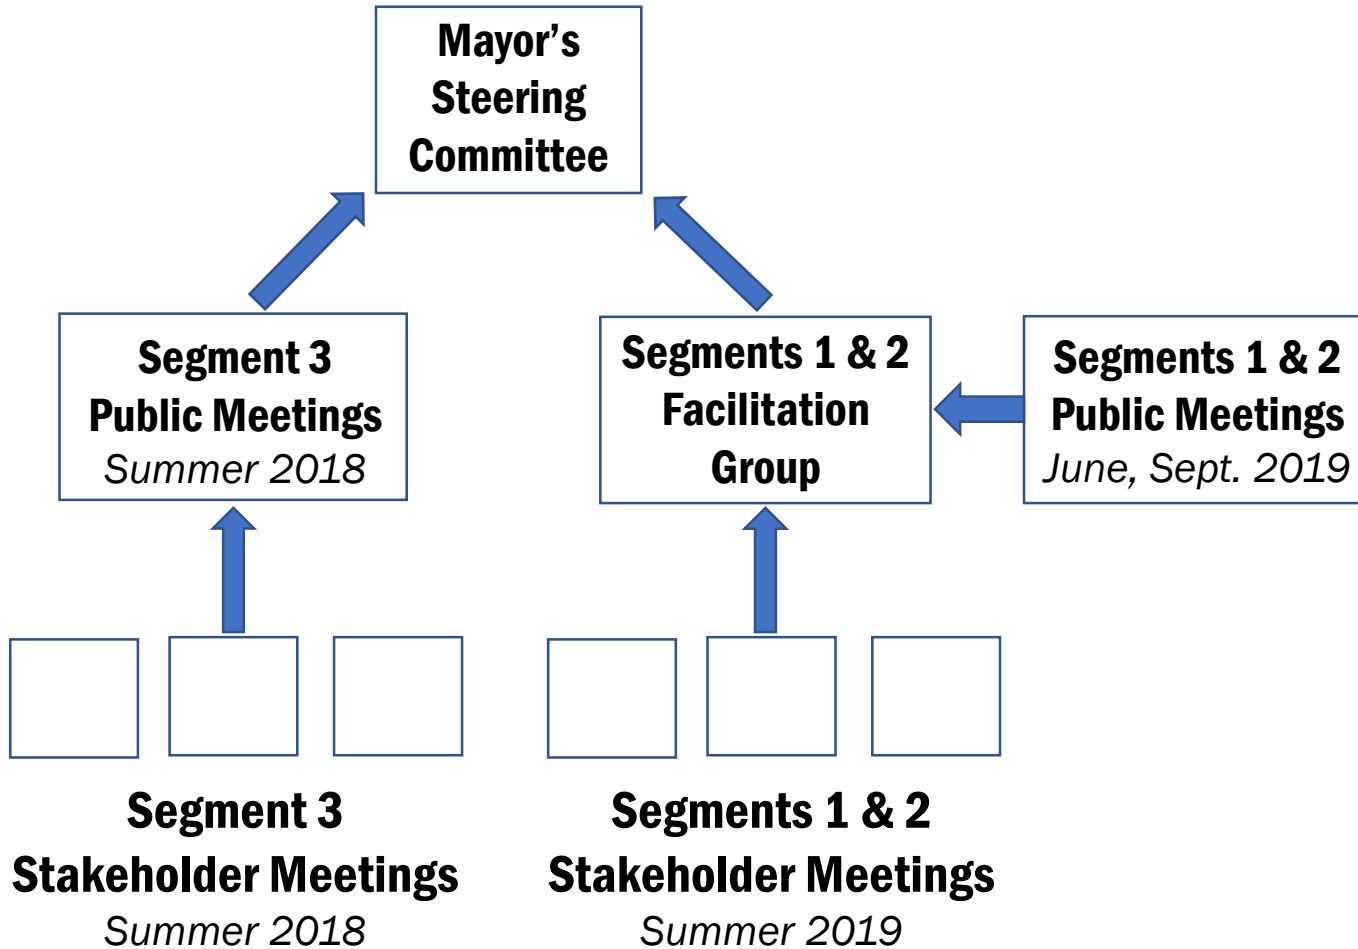 Mayor’s
Steering
Committee
Segment 3
Public Meetings
Summer 2018
Segments 1 & 2
Facilitation
Group
Segments 1 & 2
Public Meetings
June, Sept. 2019
Segment 3
Stakeholder Meetings
Summer 2018
Segments 1 & 2
Stakeholder Meetings
Summer 2019